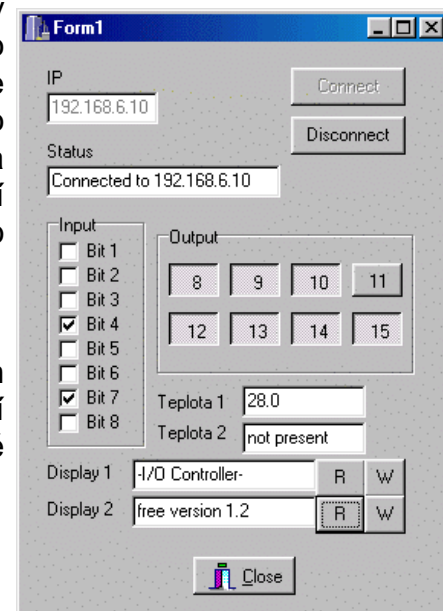 Form1
IP
Connect
192.168.6.10
Disconnect
Status
Connected to 192.168.6.10
Input
Bit 1
Bit 2
Bit 3
Bit 4
Bit 5
Bit 6
Bit 7
Bit 8
Output
8 9 10 11
12 13 14 15
Teplota 1 28.0
Teplota 2 not present
Display 1 -I/O Controller- R W
Display 2 free version 1.2 R W
Close